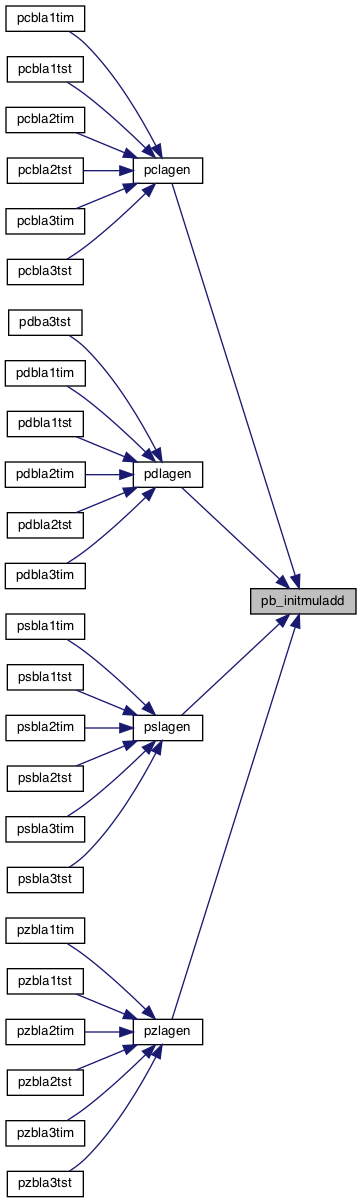 pcbla1tim
pcbla1tst
pcbla2tim
pcbla2tst
pclagen
pcbla3tim
pcbla3tst
pdba3tst
pdbla1tim
pdbla1tst
pdbla2tim
pdlagen
pdbla2tst
pdbla3tim
pb_initmuladd
psbla1tim
psbla1tst
psbla2tim
pslagen
psbla2tst
psbla3tim
psbla3tst
pzbla1tim
pzbla1tst
pzbla2tim
pzlagen
pzbla2tst
pzbla3tim
pzbla3tst